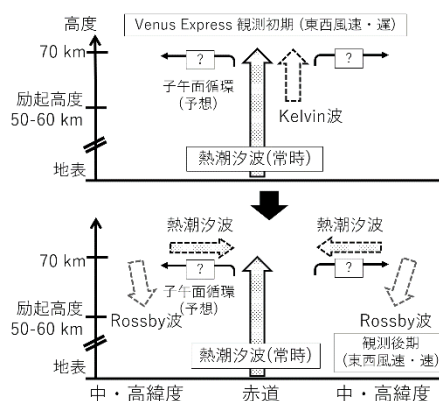 高度
Venus Express 観測初期 (東西風速・遅)
70 km
?
?
子午面循環
(予想)
励起高度
50-60 km
Kelvin波
熱潮汐波(常時)
地表
熱潮汐波
熱潮汐波
70 km
?
?
子午面循環
(予想)
励起高度
50-60 km
Rossby波
Rossby波
観測後期
(東西風速・速)
熱潮汐波(常時)
地表
中・高緯度
赤道
中・高緯度